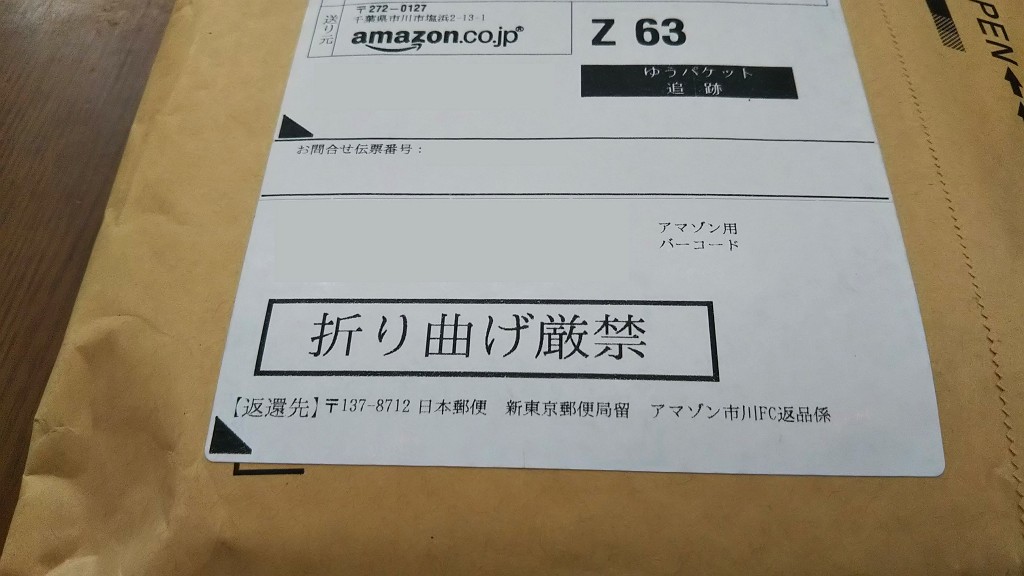 〒272-0127
千葉県市川市塩浜2-13-1
送り元
amazon.co.jp®
Z 63
ゆうパケット
追 跡
PEN
お問合せ伝票番号：
アマゾン用
バーコード
折り曲げ厳禁
【返還先】〒137-8712 日本郵便 新東京郵便局留 アマゾン市川FC返品係